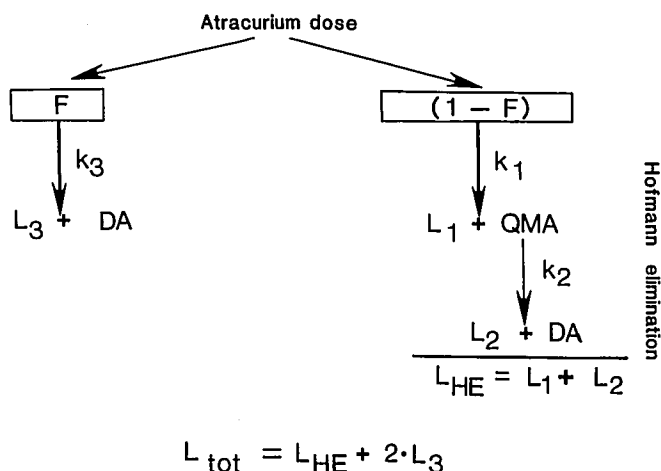 Atracurium dose
F
(1 − F)
k3
k1
L3 + DA
L1 + QMA
k2
L2 + DA
LHE = L1 + L2
Hofmann elimination
Ltot = LHE + 2·L3